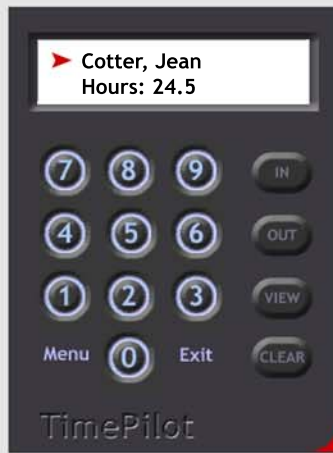 Cotter, Jean
Hours: 24.5
7 8 9 IN
4 5 6 OUT
1 2 3 VIEW
Menu 0 Exit CLEAR
TimePilot